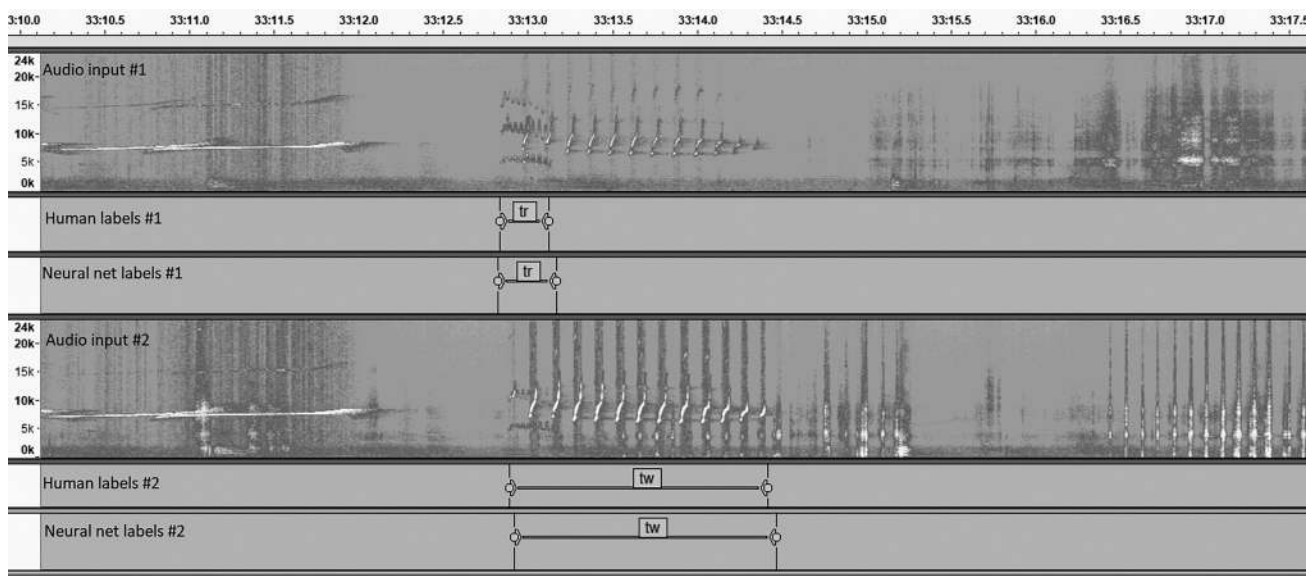 3:10.0 33:10.5 33:11.0 33:11.5 33:12.0 33:12.5 33:13.0 33:13.5 33:14.0 33:14.5 33:15.0 33:15.5 33:16.0 33:16.5 33:17.0 33:17.5
24k
Audio input #1
20k
15k
10k
5k
0k
Human labels #1
tr
Neural net labels #1
tr
24k
Audio input #2
20k
15k
10k
5k
0k
Human labels #2
tw
Neural net labels #2
tw